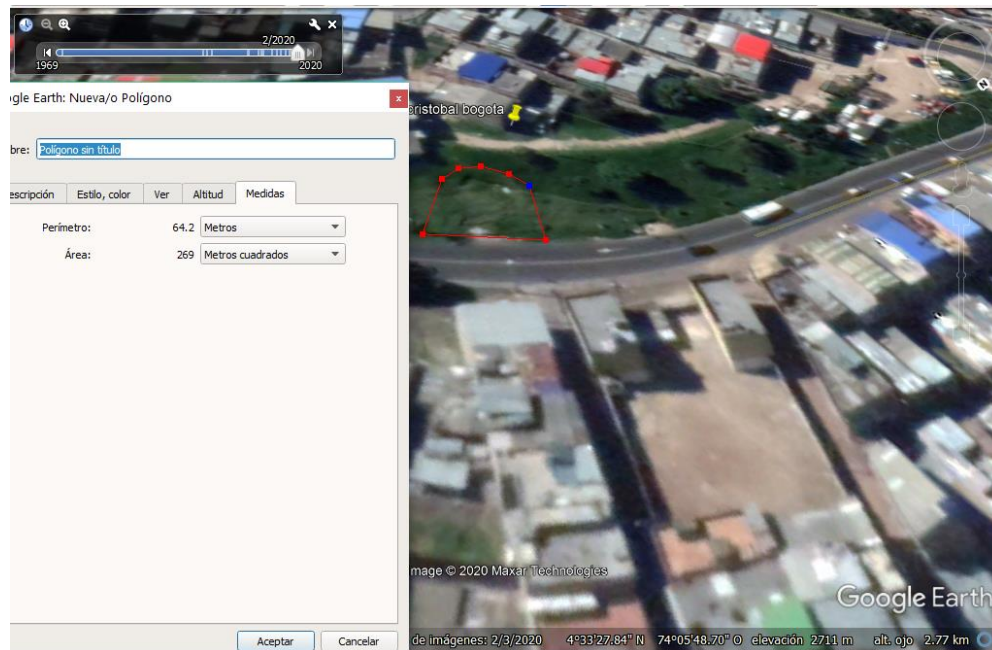 2/2020
1969
2020
ogle Earth: Nueva/o Polígono
x
bre: Polígono sin título
escripción Estilo, color Ver Altitud Medidas
Perímetro: 64.2 Metros
Área: 269 Metros cuadrados
Aceptar Cancelar
cristobal bogota
N
mage © 2020 Maxar Technologies
Google Earth
de imágenes: 2/3/2020 4°33'27.84" N 74°05'48.70" O elevación 2711 m alt. ojo 2.77 km